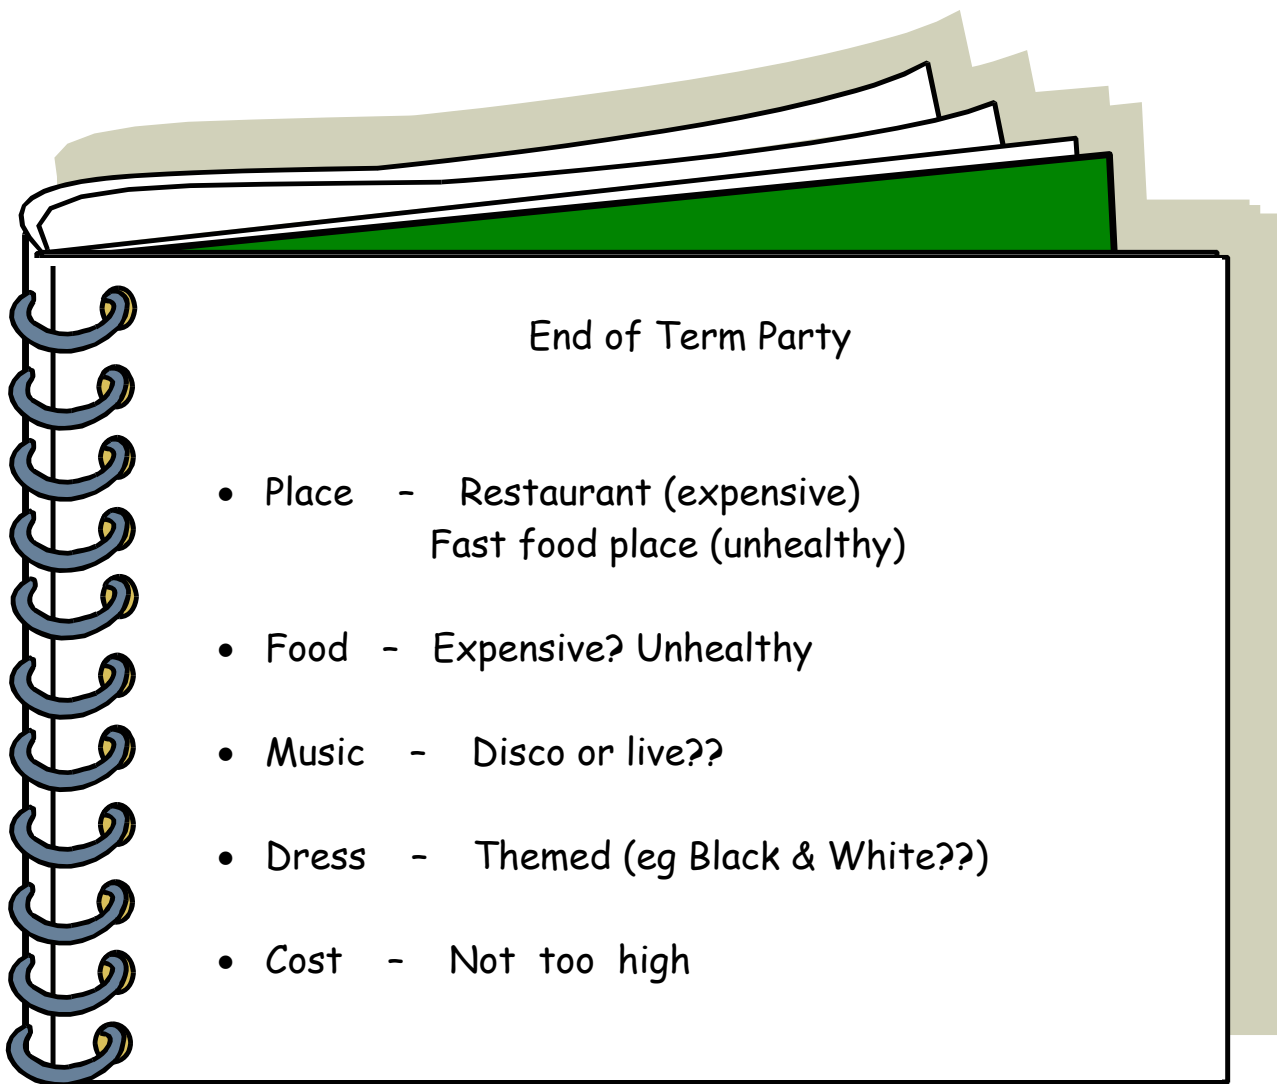 End of Term Party
• Place – Restaurant (expensive)
Fast food place (unhealthy)
• Food – Expensive? Unhealthy
• Music – Disco or live??
• Dress – Themed (eg Black & White??)
• Cost – Not too high